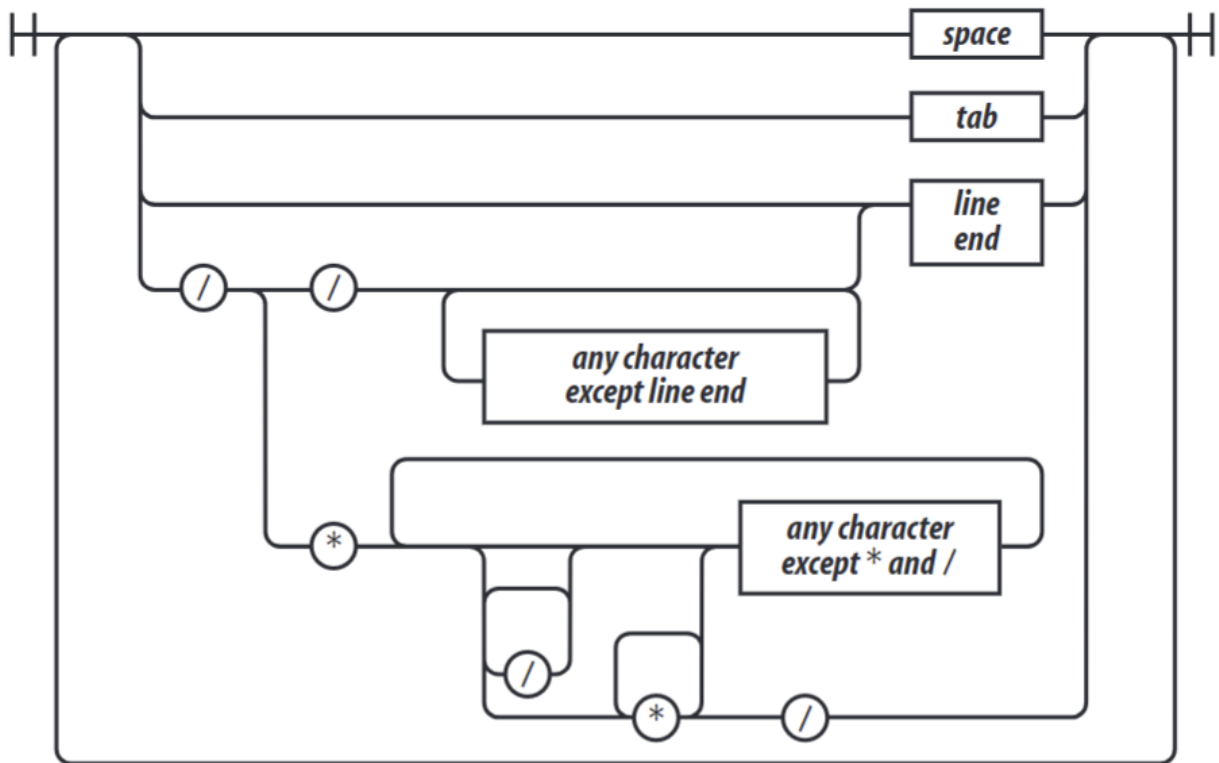 space
tab
line
end
/ /
any character
except line end
* any character
except * and /
/
* /